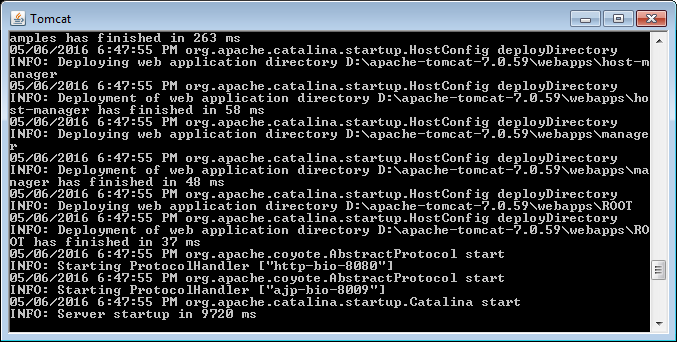 Tomcat
amples has finished in 263 ms
05/06/2016 6:47:55 PM org.apache.catalina.startup.HostConfig deployDirectory
INFO: Deploying web application directory D:\apache-tomcat-7.0.59\webapps\host-m
anager
05/06/2016 6:47:55 PM org.apache.catalina.startup.HostConfig deployDirectory
INFO: Deployment of web application directory D:\apache-tomcat-7.0.59\webapps\ho
st-manager has finished in 58 ms
05/06/2016 6:47:55 PM org.apache.catalina.startup.HostConfig deployDirectory
INFO: Deploying web application directory D:\apache-tomcat-7.0.59\webapps\manage
r
05/06/2016 6:47:55 PM org.apache.catalina.startup.HostConfig deployDirectory
INFO: Deployment of web application directory D:\apache-tomcat-7.0.59\webapps\ma
nager has finished in 48 ms
05/06/2016 6:47:55 PM org.apache.catalina.startup.HostConfig deployDirectory
INFO: Deploying web application directory D:\apache-tomcat-7.0.59\webapps\ROOT
05/06/2016 6:47:55 PM org.apache.catalina.startup.HostConfig deployDirectory
INFO: Deployment of web application directory D:\apache-tomcat-7.0.59\webapps\RO
OT has finished in 37 ms
05/06/2016 6:47:55 PM org.apache.coyote.AbstractProtocol start
INFO: Starting ProtocolHandler ["http-bio-8080"]
05/06/2016 6:47:55 PM org.apache.coyote.AbstractProtocol start
INFO: Starting ProtocolHandler ["ajp-bio-8009"]
05/06/2016 6:47:55 PM org.apache.catalina.startup.Catalina start
INFO: Server startup in 9720 ms